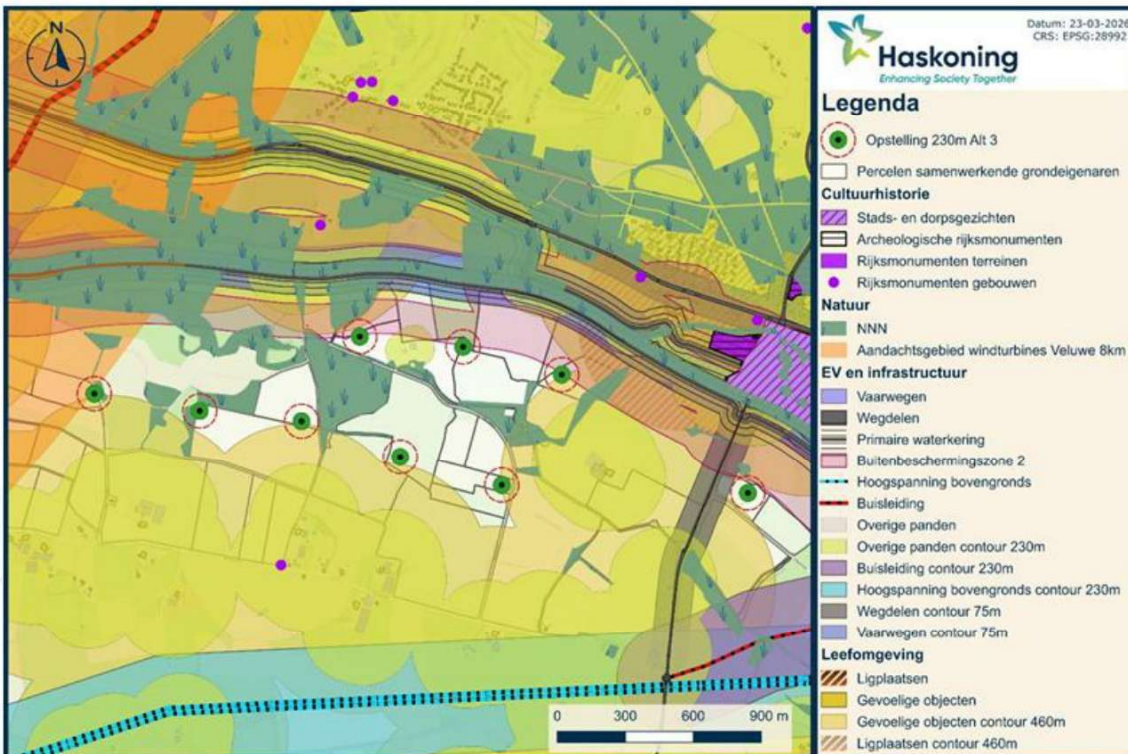 N
0 300 600 900 m
Datum: 23-03-2026
CRS: EPSG:28992
Haskoning
Enhancing Society Together
Legenda
Opstelling 230m Alt 3
Percelen samenwerkende grondeigenaren
Cultuurhistorie
Stads- en dorpsgezichten
Archeologische rijksmonumenten
Rijksmonumenten terreinen
Rijksmonumenten gebouwen
Natuur
NNN
Aandachtsgebied windturbines Veluwe 8km
EV en infrastructuur
Vaarwegen
Wegdelen
Primaire waterkering
Buitenbeschermingszone 2
Hoogspanning bovengronds
Buisleiding
Overige panden
Overige panden contour 230m
Buisleiding contour 230m
Hoogspanning bovengronds contour 230m
Wegdelen contour 75m
Vaarwegen contour 75m
Leefomgeving
Ligplaatsen
Gevoelige objecten
Gevoelige objecten contour 460m
Ligplaatsen contour 460m